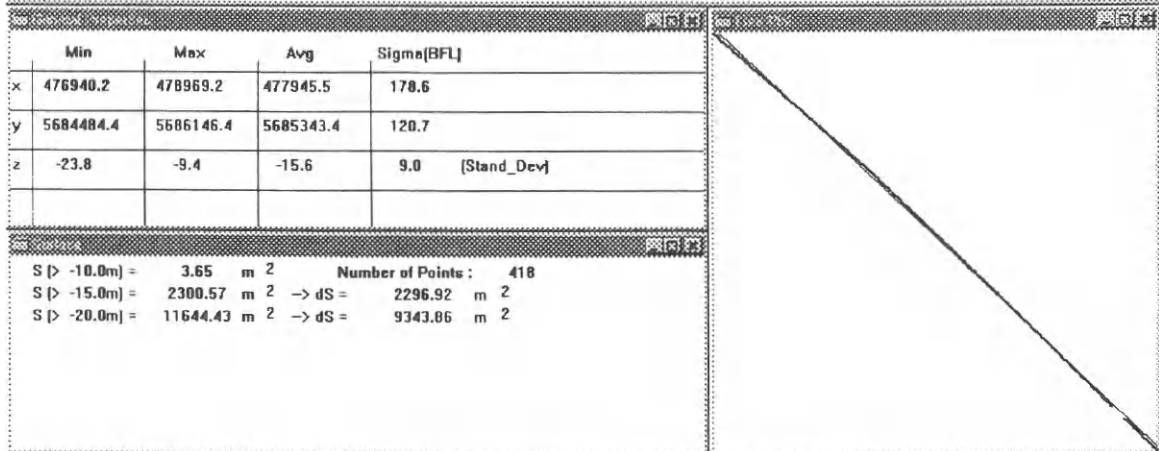 Min Max Avg Sigma(BFL)
x 476940.2 478969.2 477945.5 178.6
y 5684484.4 5686146.4 5685343.4 120.7
z -23.8 -9.4 -15.6 9.0 (Stand_Dev)
S (> -10.0m) = 3.65 m 2 Number of Points : 418
S (> -15.0m) = 2300.57 m 2 -> dS = 2296.92 m 2
S (> -20.0m) = 11644.43 m 2 -> dS = 9343.86 m 2